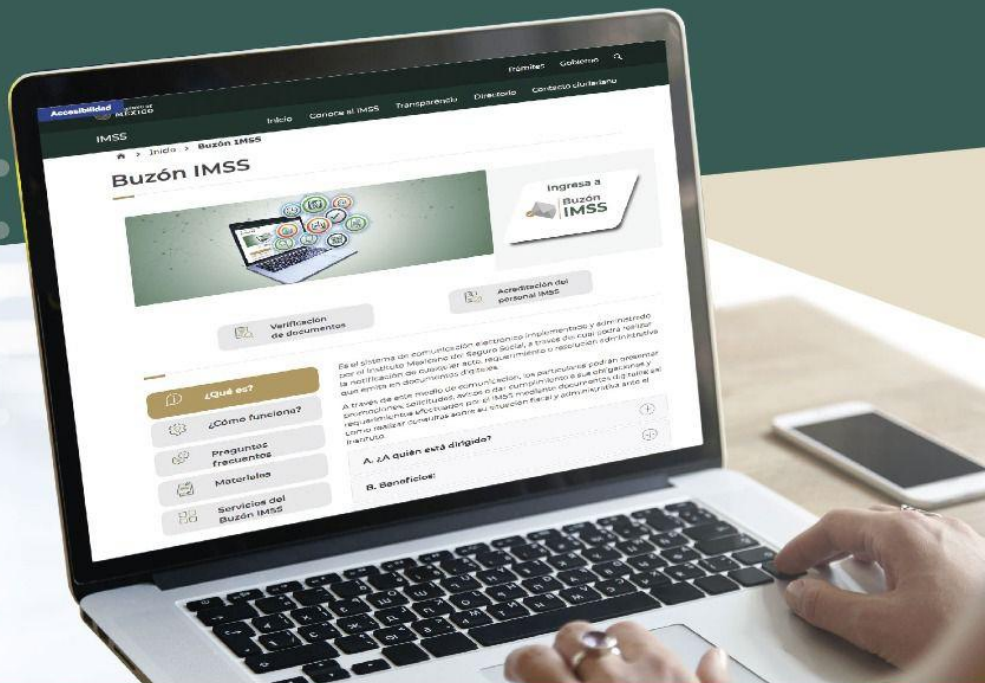 Accesibilidad
MÉXICO
Trámites Gobierno
IMSS
Inicio Conoce al IMSS Transparencia Directorio Contacto ciudadano
> Inicio > Buzón IMSS
Buzón IMSS
Ingresa a
Buzón
IMSS
Verificación
de documentos
Acreditación del
personal IMSS
¿Qué es?
¿Cómo funciona?
Preguntas
frecuentes
Materiales
Servicios del
Buzón IMSS
Es el sistema de comunicación electrónico implementado y administrado
por el Instituto Mexicano del Seguro Social, a través del cual podrá realizar
la notificación de cualquier acto, requerimiento o resolución administrativa
que emita en documentos digitales.
A través de este medio de comunicación, los particulares podrán presentar
promociones, solicitudes, avisos o dar cumplimiento a sus obligaciones y
requerimientos efectuados por el IMSS mediante documentos digitales; así
como realizar consultas sobre su situación fiscal y administrativa ante el
Instituto.
A. ¿A quién está dirigido?
B. Beneficios: